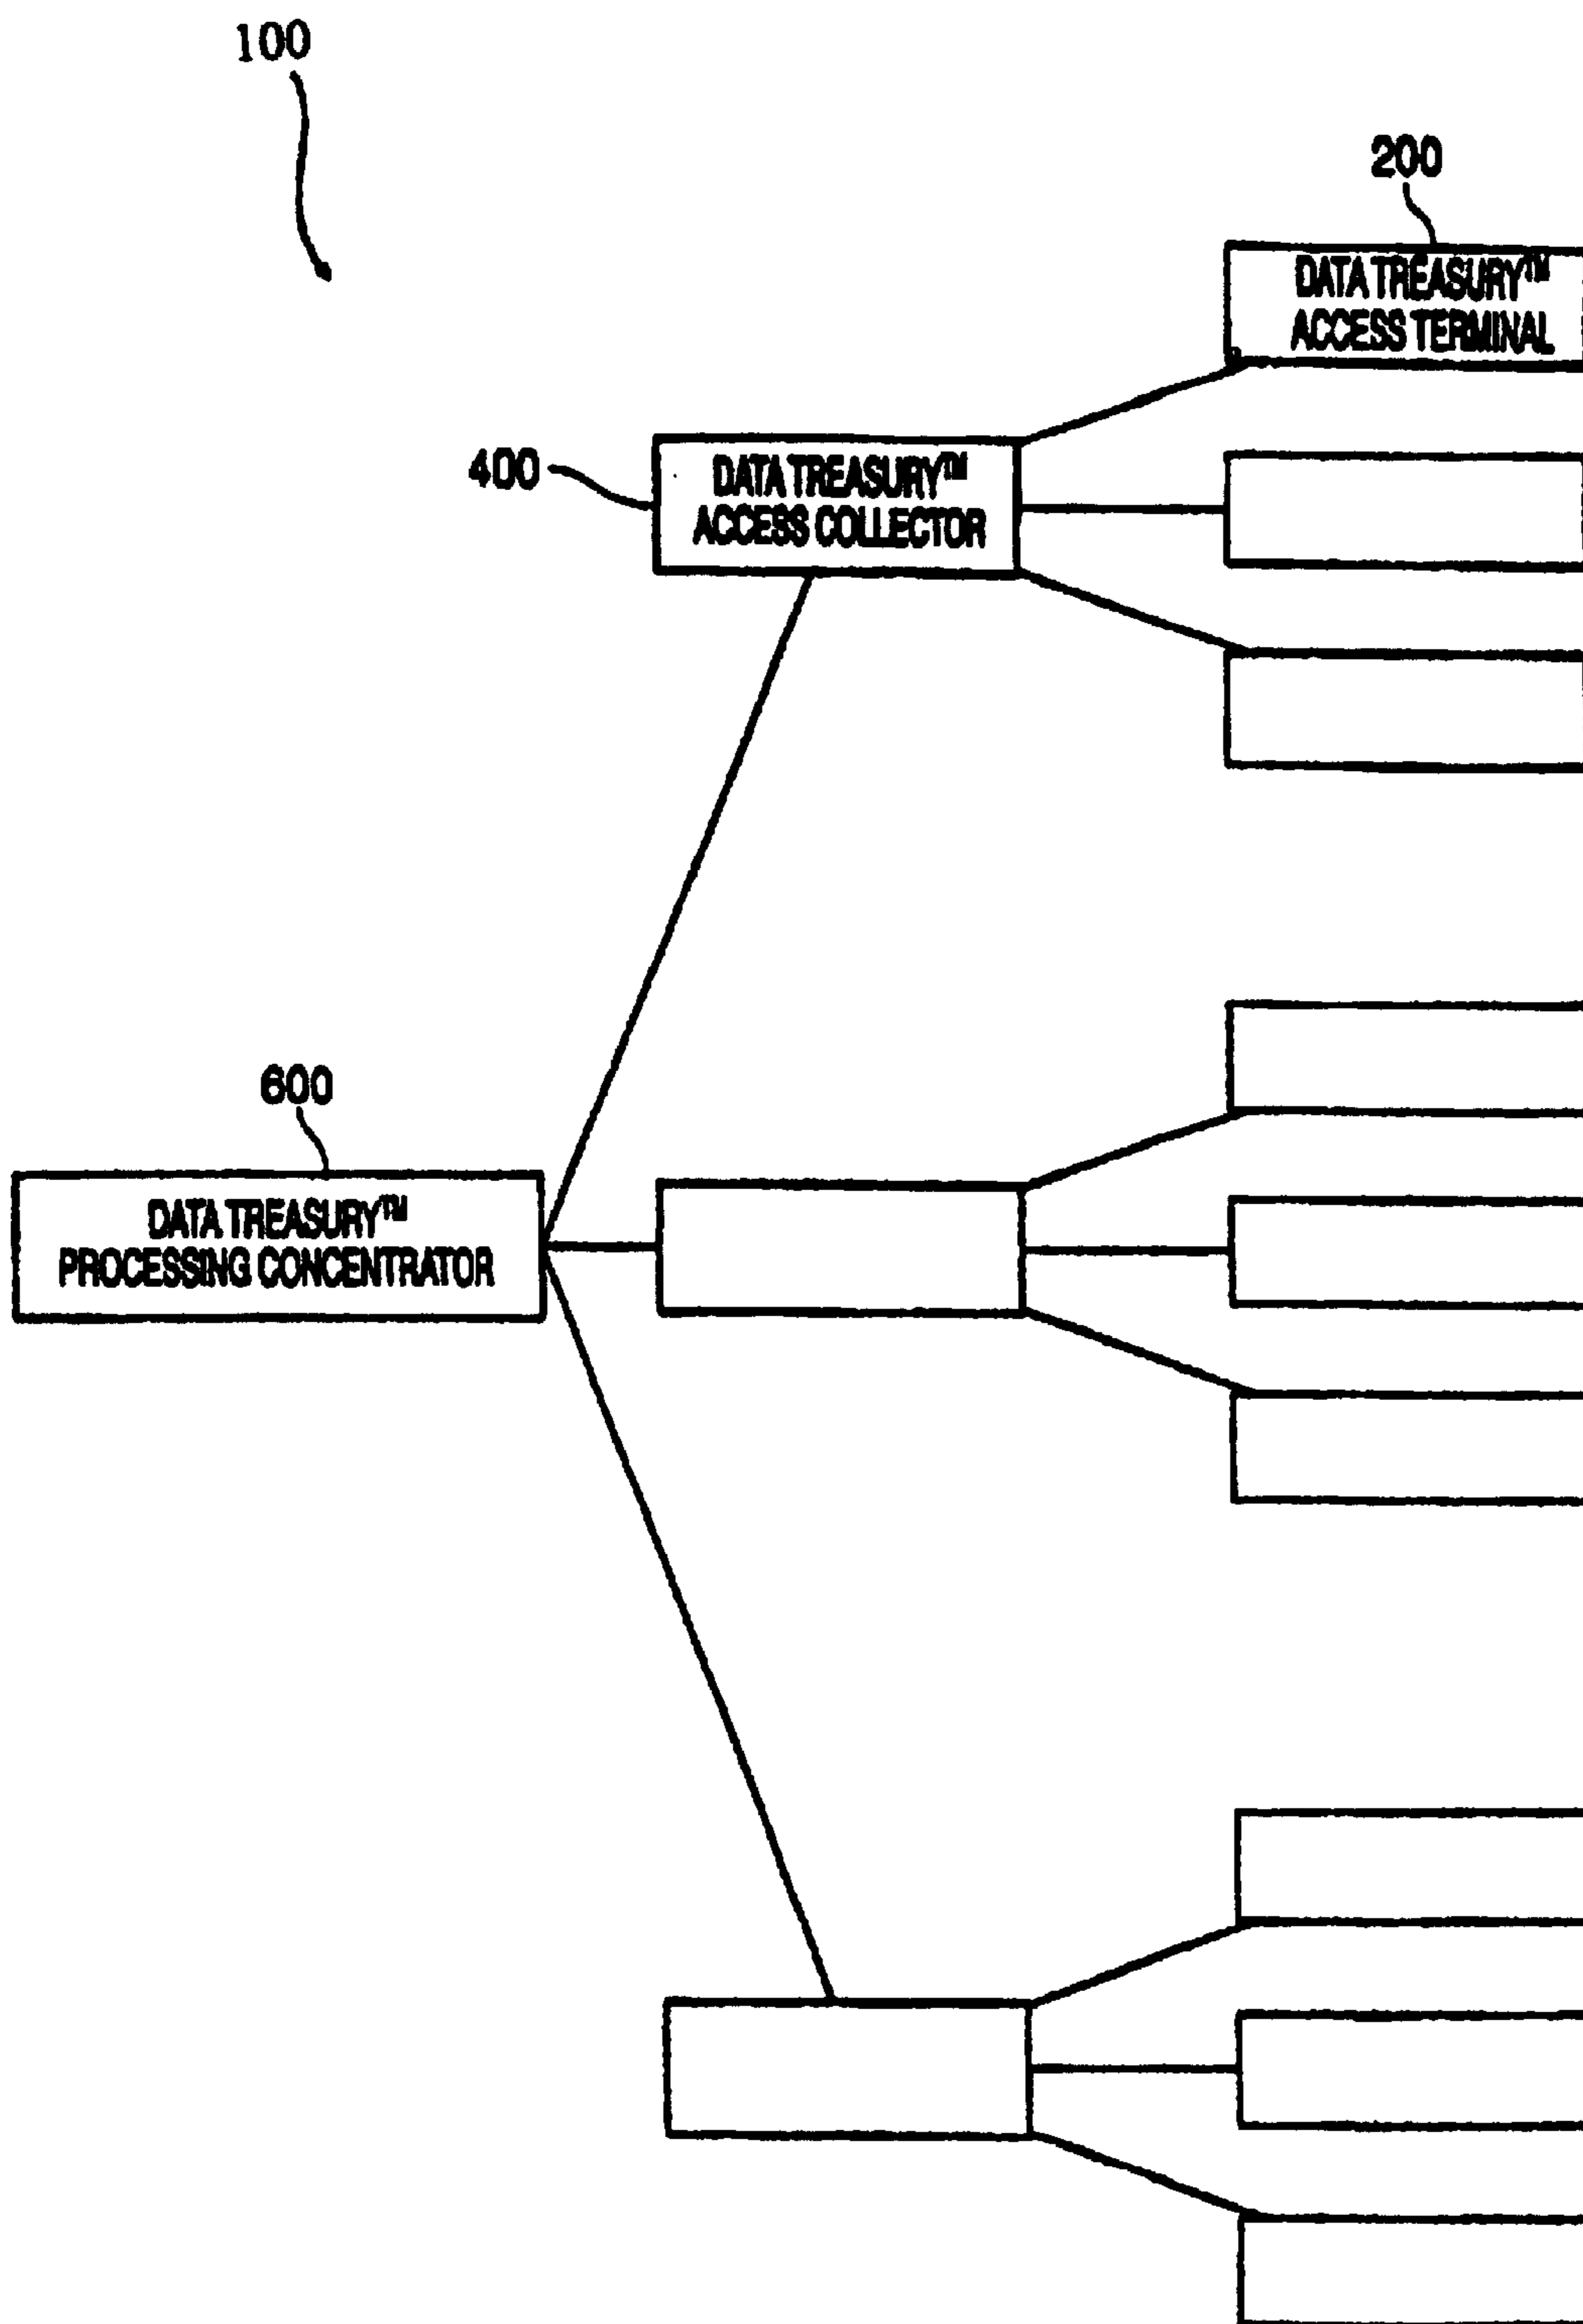 100
200
DATA TREASURY™
ACCESS TERMINAL
400
DATA TREASURY™
ACCESS COLLECTOR
600
DATA TREASURY™
PROCESSING CONCENTRATOR